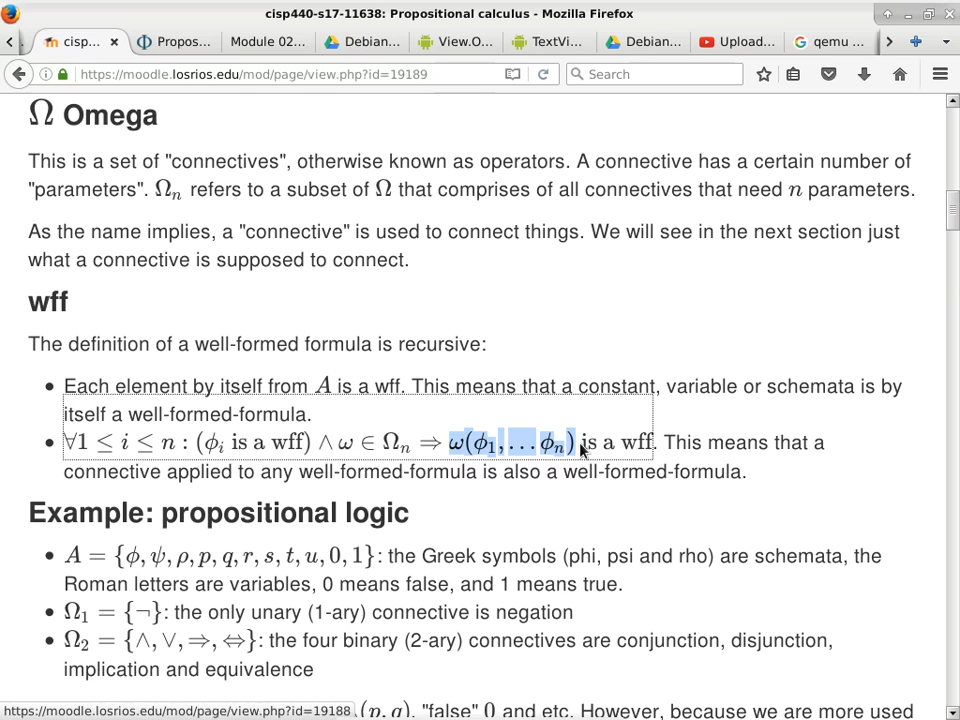 cisp440-s17-11638: Propositional calculus - Mozilla Firefox
cisp... Propos... Module 02... Debian... View.O... TextVi... Debian... Upload... qemu ...
https://moodle.losrios.edu/mod/page/view.php?id=19189 Search
Ω Omega
This is a set of "connectives", otherwise known as operators. A connective has a certain number of
"parameters". Ωₙ refers to a subset of Ω that comprises of all connectives that need n parameters.
As the name implies, a "connective" is used to connect things. We will see in the next section just
what a connective is supposed to connect.
wff
The definition of a well-formed formula is recursive:
• Each element by itself from A is a wff. This means that a constant, variable or schemata is by
itself a well-formed-formula.
• ∀1 ≤ i ≤ n : (ϕᵢ is a wff) ∧ ω ∈ Ωₙ ⇒ ω(ϕ₁, … ϕₙ) is a wff. This means that a
connective applied to any well-formed-formula is also a well-formed-formula.
Example: propositional logic
• A = {ϕ, ψ, ρ, p, q, r, s, t, u, 0, 1}: the Greek symbols (phi, psi and rho) are schemata, the
Roman letters are variables, 0 means false, and 1 means true.
• Ω₁ = {¬}: the only unary (1-ary) connective is negation
• Ω₂ = {∧, ∨, ⇒, ⇔}: the four binary (2-ary) connectives are conjunction, disjunction,
implication and equivalence
(p, q), "false" 0 and etc. However, because we are more used
https://moodle.losrios.edu/mod/page/view.php?id=19188